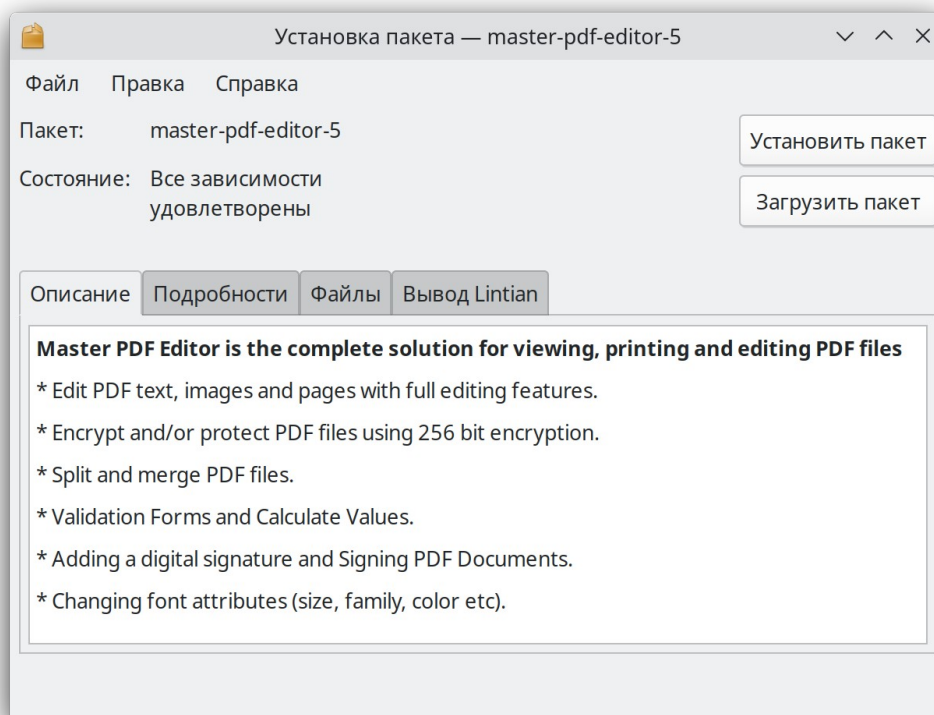 Установка пакета — master-pdf-editor-5
Файл Правка Справка
Пакет: master-pdf-editor-5
Установить пакет
Состояние: Все зависимости
удовлетворены
Загрузить пакет
Описание Подробности Файлы Вывод Lintian
Master PDF Editor is the complete solution for viewing, printing and editing PDF files
* Edit PDF text, images and pages with full editing features.
* Encrypt and/or protect PDF files using 256 bit encryption.
* Split and merge PDF files.
* Validation Forms and Calculate Values.
* Adding a digital signature and Signing PDF Documents.
* Changing font attributes (size, family, color etc).